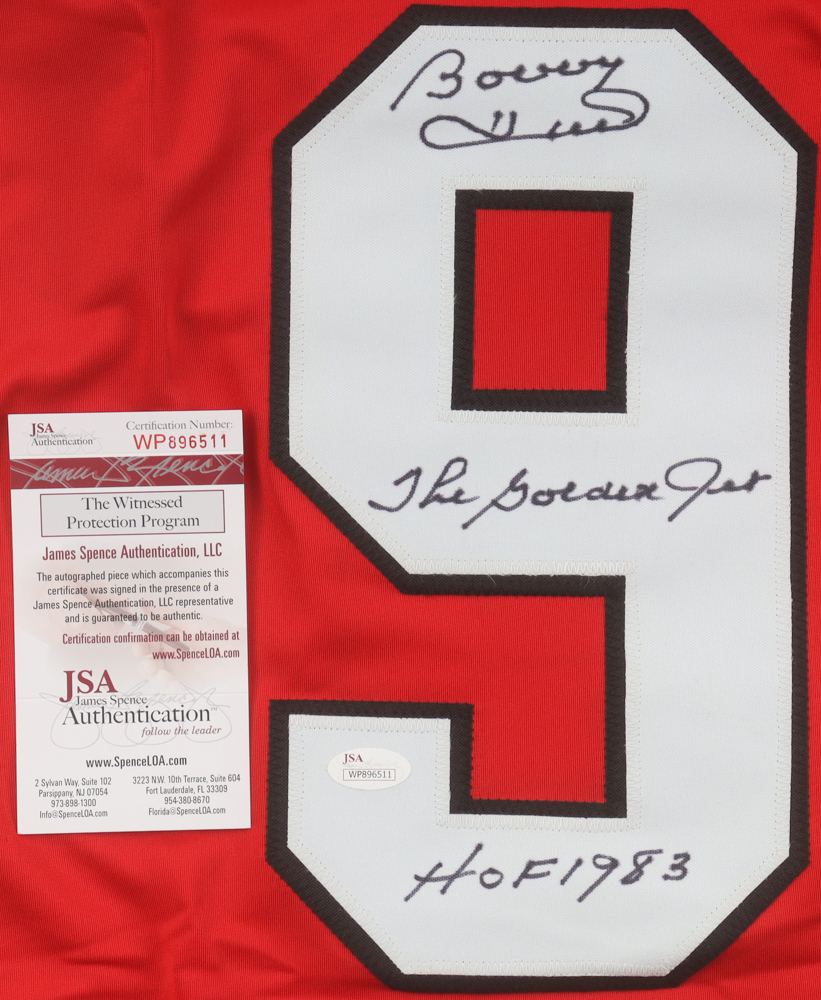 9
Bobby
Hull
The Golden Jet
HOF 1983
JSA
WP896511
JSA
James Spence
Authentication
Certification Number:
WP896511
James Spence
The Witnessed
Protection Program
James Spence Authentication, LLC
The autographed piece which accompanies this
certificate was signed in the presence of a
James Spence Authentication, LLC representative
and is guaranteed to be authentic.
Certification confirmation can be obtained at
www.SpenceLOA.com
JSA
James Spence
Authentication™
follow the leader
www.SpenceLOA.com
2 Sylvan Way, Suite 102
Parsippany, NJ 07054
973-898-1300
Info@SpenceLOA.com
3223 N.W. 10th Terrace, Suite 604
Fort Lauderdale, FL 33309
954-380-8670
Florida@SpenceLOA.com